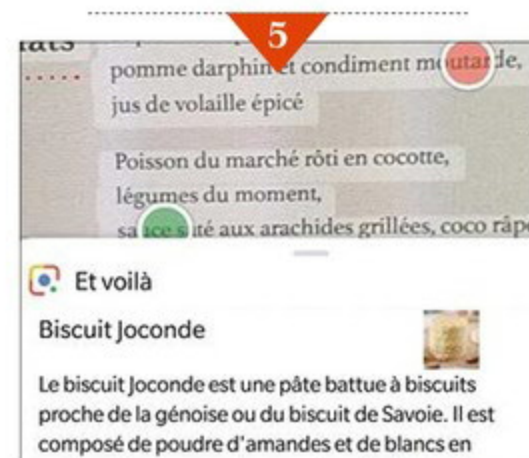 5
pomme darphin et condiment moutarde,
jus de volaille épicé
Poisson du marché rôti en cocotte,
légumes du moment,
sauce saté aux arachides grillées, coco râpé
Et voilà
Biscuit Joconde
Le biscuit Joconde est une pâte battue à biscuits
proche de la génoise ou du biscuit de Savoie. Il est
composé de poudre d'amandes et de blancs en